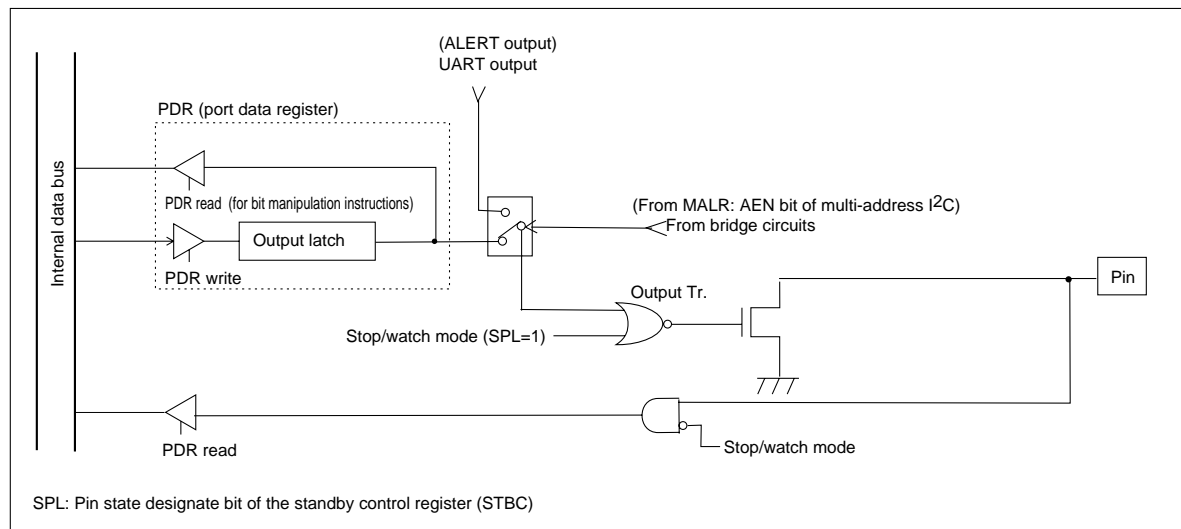 (ALERT output)
UART output
PDR (port data register)
Internal data bus
PDR read (for bit manipulation instructions)
(From MALR: AEN bit of multi-address I²C)
From bridge circuits
Output latch
PDR write
Pin
Output Tr.
Stop/watch mode (SPL=1)
PDR read
Stop/watch mode
SPL: Pin state designate bit of the standby control register (STBC)